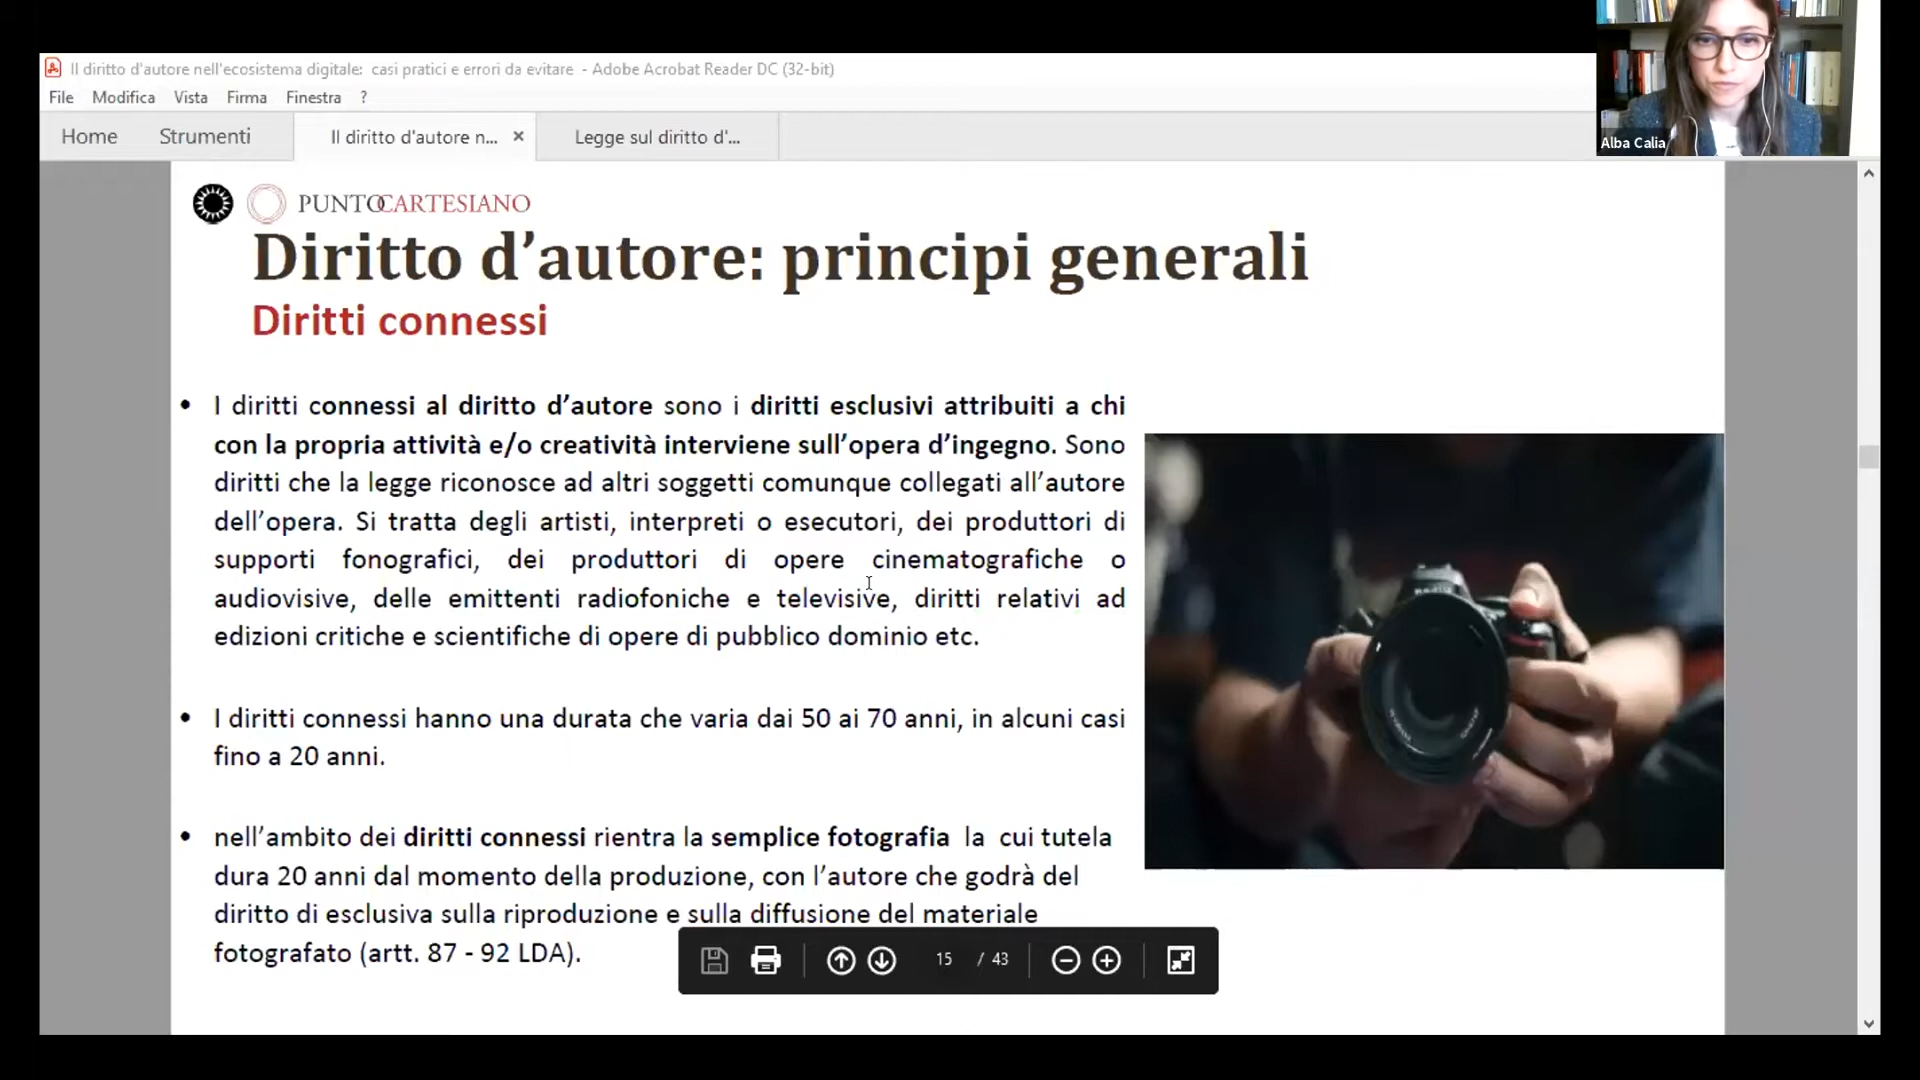 Il diritto d'autore nell'ecosistema digitale: casi pratici e errori da evitare - Adobe Acrobat Reader DC (32-bit)
File Modifica Vista Firma Finestra ?
Home Strumenti Il diritto d'autore n... × Legge sul diritto d'...
Alba Calia
PUNTOCARTESIANO
Diritto d’autore: principi generali
Diritti connessi
• I diritti connessi al diritto d’autore sono i diritti esclusivi attribuiti a chi
con la propria attività e/o creatività interviene sull’opera d’ingegno. Sono
diritti che la legge riconosce ad altri soggetti comunque collegati all’autore
dell’opera. Si tratta degli artisti, interpreti o esecutori, dei produttori di
supporti fonografici, dei produttori di opere cinematografiche o
audiovisive, delle emittenti radiofoniche e televisive, diritti relativi ad
edizioni critiche e scientifiche di opere di pubblico dominio etc.
• I diritti connessi hanno una durata che varia dai 50 ai 70 anni, in alcuni casi
fino a 20 anni.
• nell’ambito dei diritti connessi rientra la semplice fotografia la cui tutela
dura 20 anni dal momento della produzione, con l’autore che godrà del
diritto di esclusiva sulla riproduzione e sulla diffusione del materiale
fotografato (artt. 87 - 92 LDA).
15 / 43